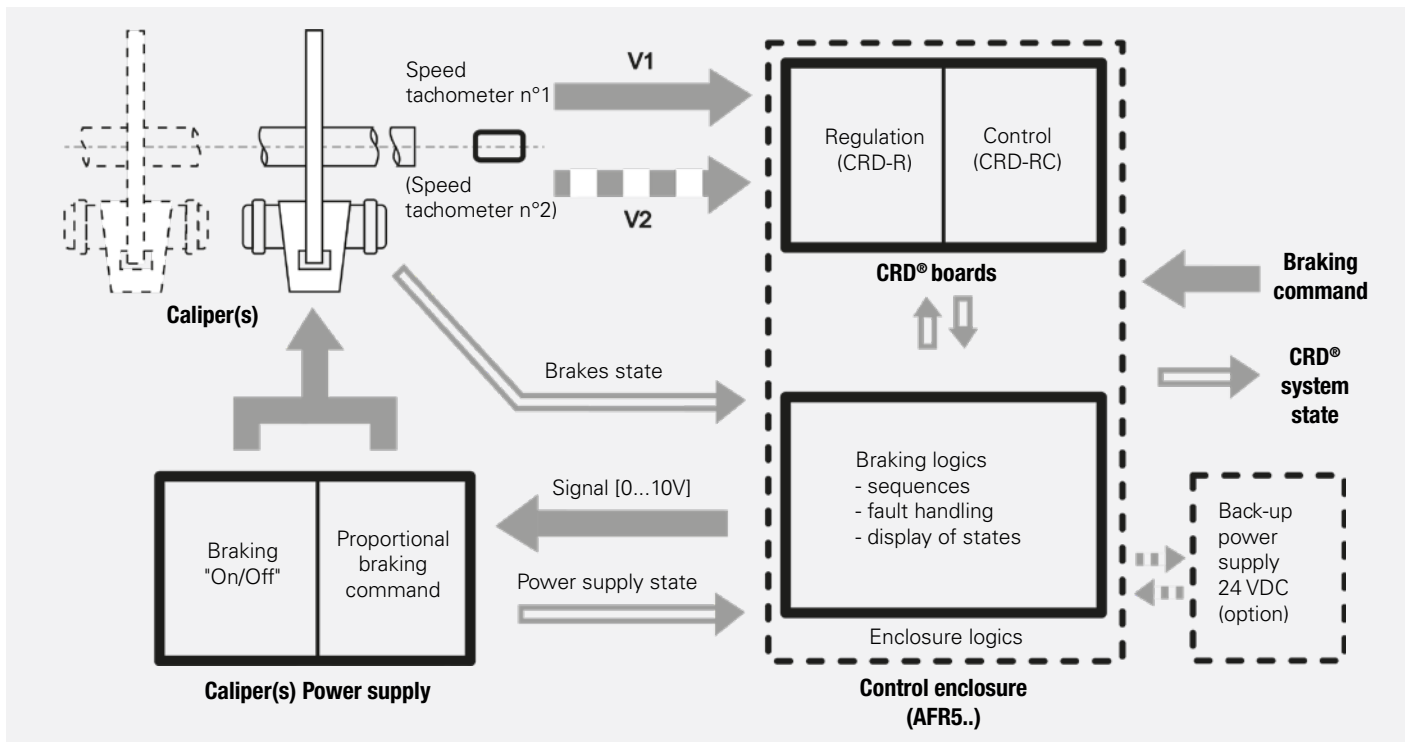 Speed
tachometer n°1
(Speed
tachometer n°2)
V1
V2
Regulation
(CRD-R)
Control
(CRD-RC)
CRD® boards
Braking
command
CRD®
system
state
Caliper(s)
Brakes state
Signal [0...10V]
Power supply state
Braking
"On/Off"
Proportional
braking
command
Caliper(s) Power supply
Braking logics
- sequences
- fault handling
- display of states
Enclosure logics
Control enclosure
(AFR5..)
Back-up
power
supply
24 VDC
(option)